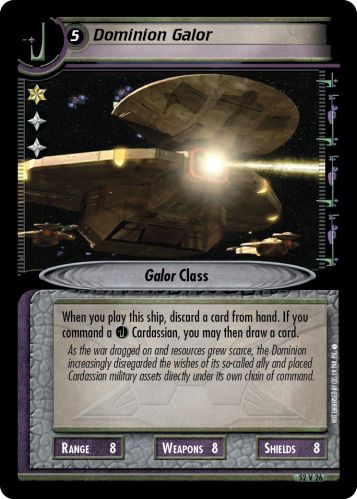 5 Dominion Galor
Galor Class
When you play this ship, discard a card from hand. If you
command a Cardassian, you may then draw a card.
As the war dragged on and resources grew scarce, the Dominion
increasingly disregarded the wishes of its so-called ally and placed
Cardassian military assets directly under its own chain of command.
RANGE 8 WEAPONS 8 SHIELDS 8
52 V 26